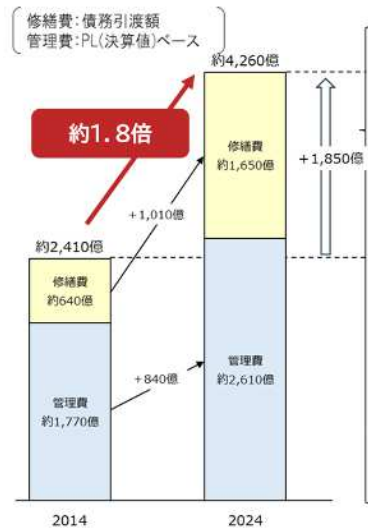 修繕費:債務引渡額
管理費:PL(決算値)ベース
約4,260億
約1.8倍
修繕費
約1,650億
+1,850億
+1,010億
約2,410億
修繕費
約640億
管理費
約2,610億
+840億
管理費
約1,770億
2014
2024